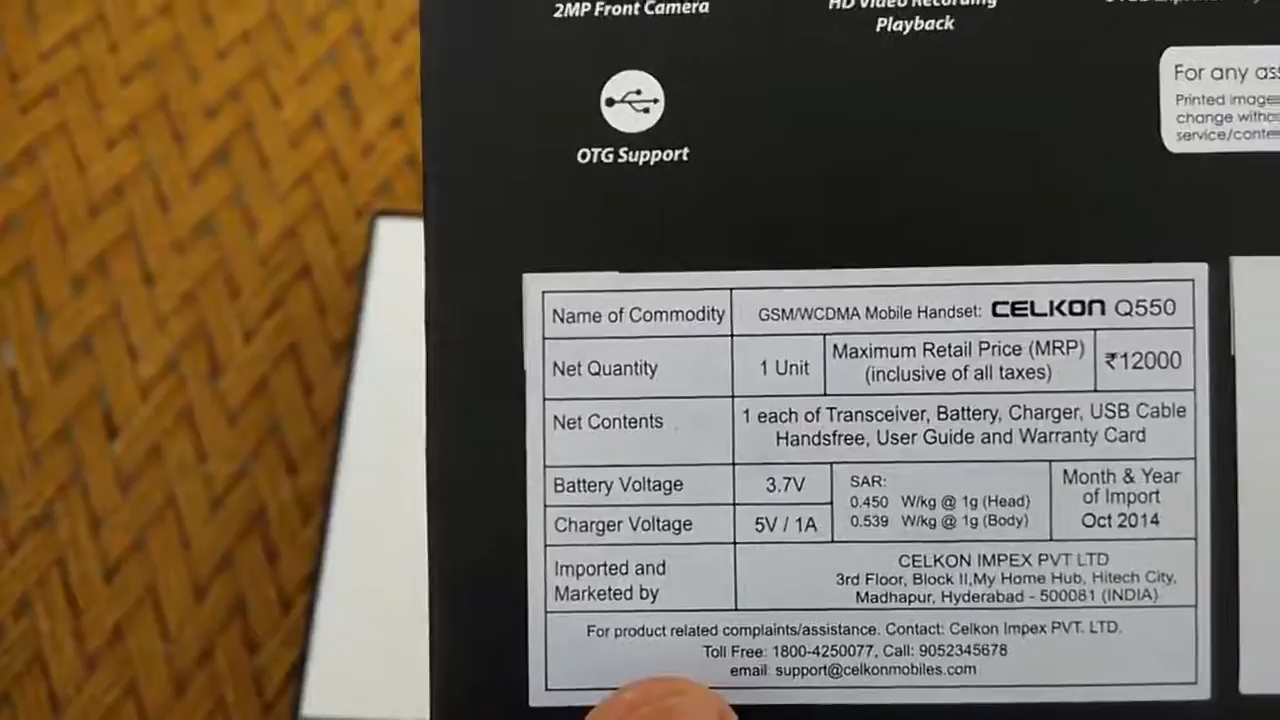 2MP Front Camera
HD Video Recording
Playback
OTG Support
For any
Printed
change
Name of Commodity
GSM/WCDMA Mobile Handset: CELKON Q550
Net Quantity
1 Unit
Maximum Retail Price (MRP)
(inclusive of all taxes)
₹12000
Net Contents
1 each of Transceiver, Battery, Charger, USB Cable
Handsfree, User Guide and Warranty Card
Battery Voltage
3.7V
Charger Voltage
5V / 1A
SAR:
0.450 W/kg @ 1g (Head)
0.539 W/kg @ 1g (Body)
Month & Year
of Import
Oct 2014
Imported and
Marketed by
CELKON IMPEX PVT LTD
3rd Floor, Block II,My Home Hub, Hitech City,
Madhapur, Hyderabad - 500081 (INDIA)
For product related complaints/assistance. Contact: Celkon Impex PVT. LTD.
Toll Free: 1800-4250077, Call: 9052345678
email: support@celkonmobiles.com